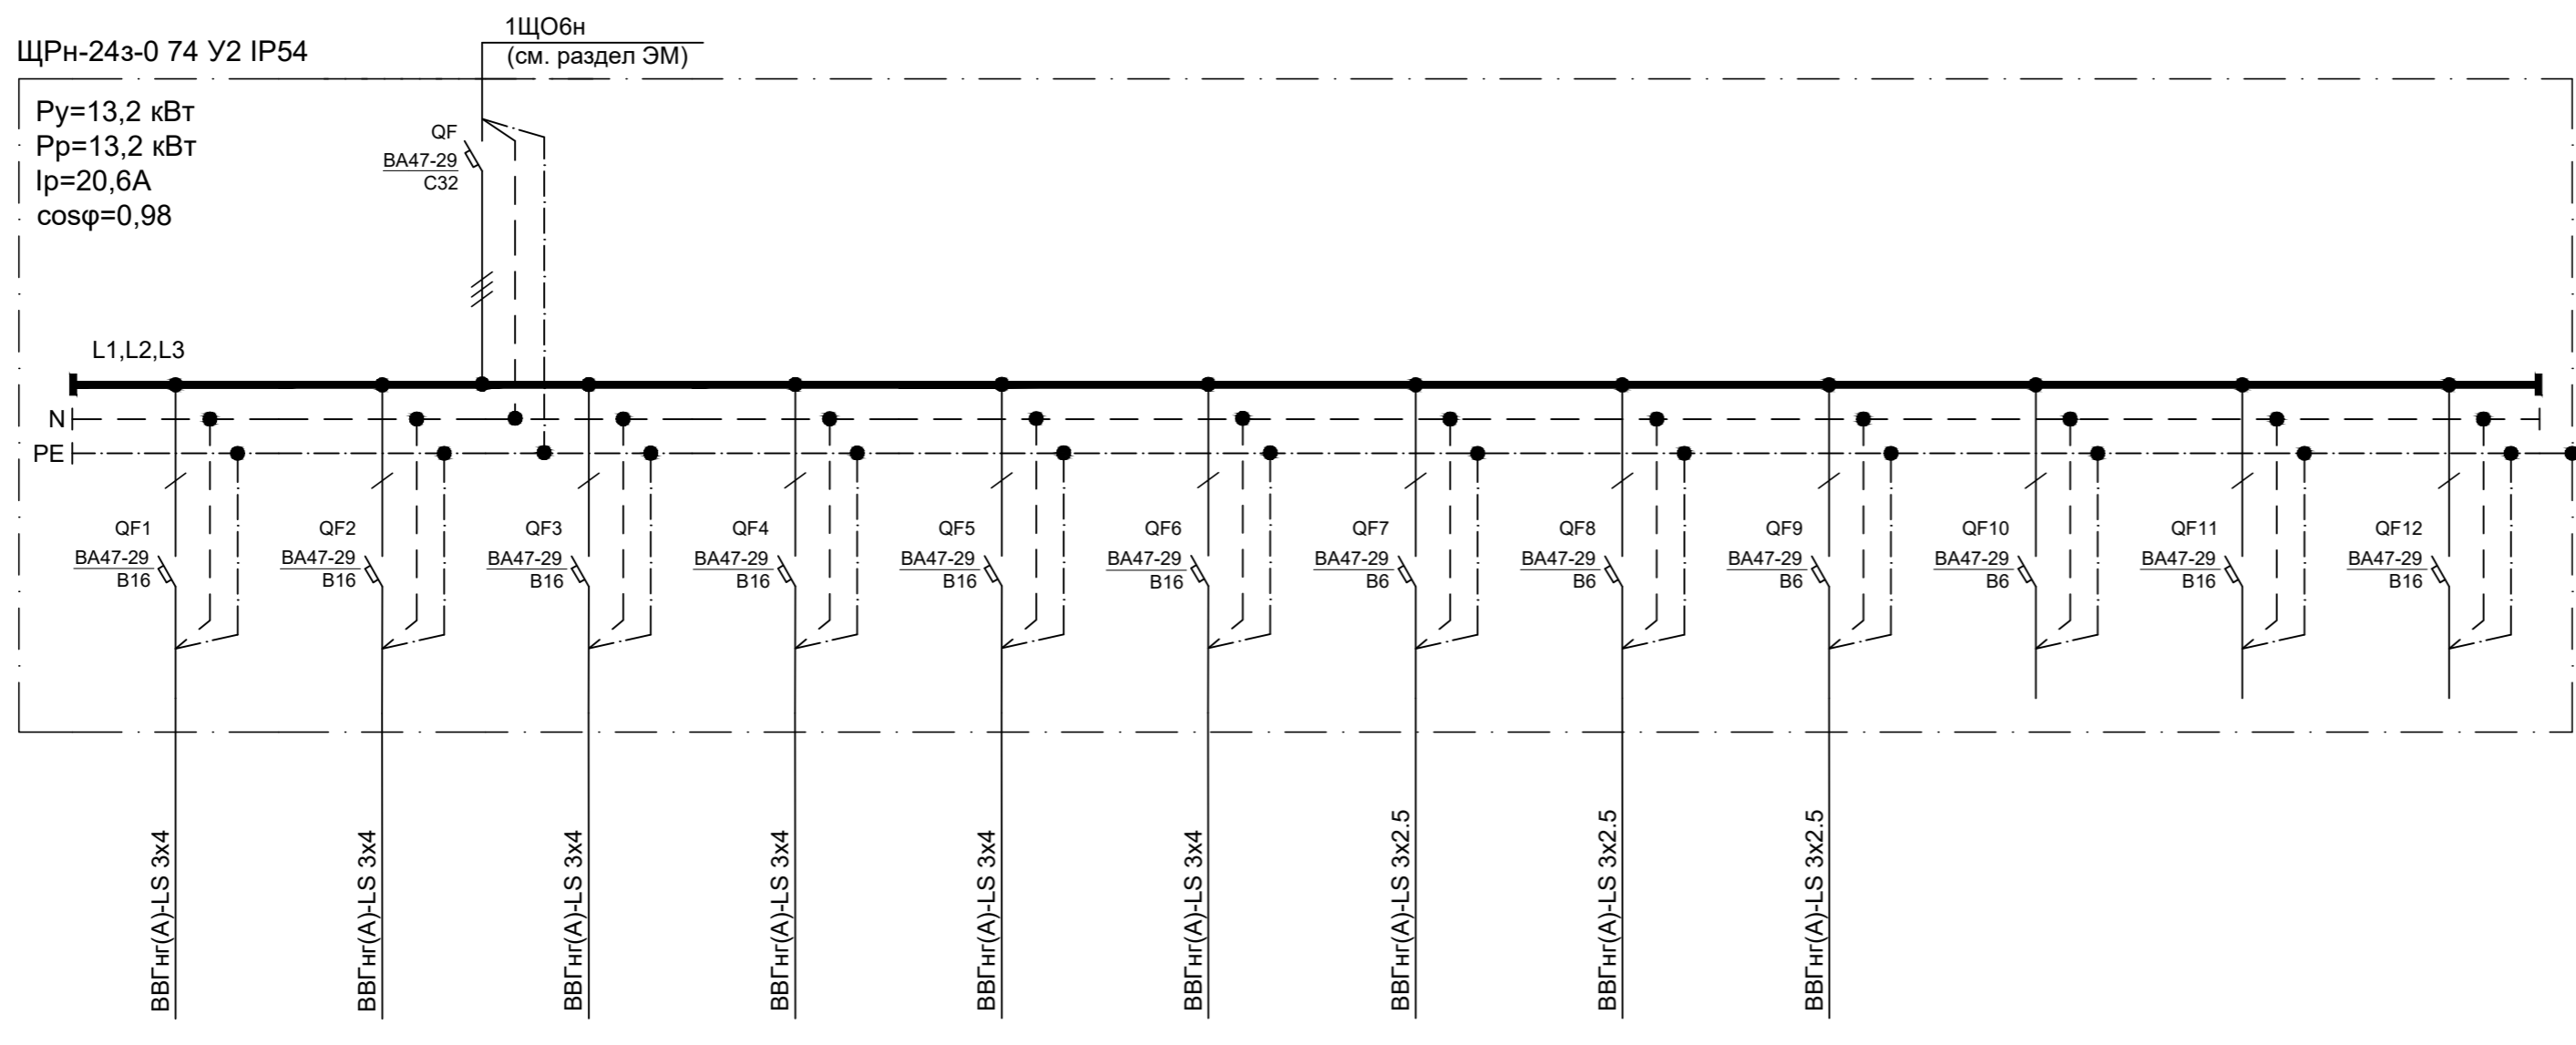 1ЩО6н
(см. раздел ЭМ)
ЩРн-24з-0 74 У2 IP54
Ру=13,2 кВт
Рр=13,2 кВт
Iр=20,6А
cosφ=0,98
QF
ВА47-29
С32
L1,L2,L3
N
PE
QF1
ВА47-29
В16
QF2
ВА47-29
В16
QF3
ВА47-29
В16
QF4
ВА47-29
В16
QF5
ВА47-29
В16
QF6
ВА47-29
В16
QF7
ВА47-29
В6
QF8
ВА47-29
В6
QF9
ВА47-29
В6
QF10
ВА47-29
В6
QF11
ВА47-29
В16
QF12
ВА47-29
В16
ВВГнг(А)-LS 3х4
ВВГнг(А)-LS 3х4
ВВГнг(А)-LS 3х4
ВВГнг(А)-LS 3х4
ВВГнг(А)-LS 3х4
ВВГнг(А)-LS 3х4
ВВГнг(А)-LS 3х2.5
ВВГнг(А)-LS 3х2.5
ВВГнг(А)-LS 3х2.5